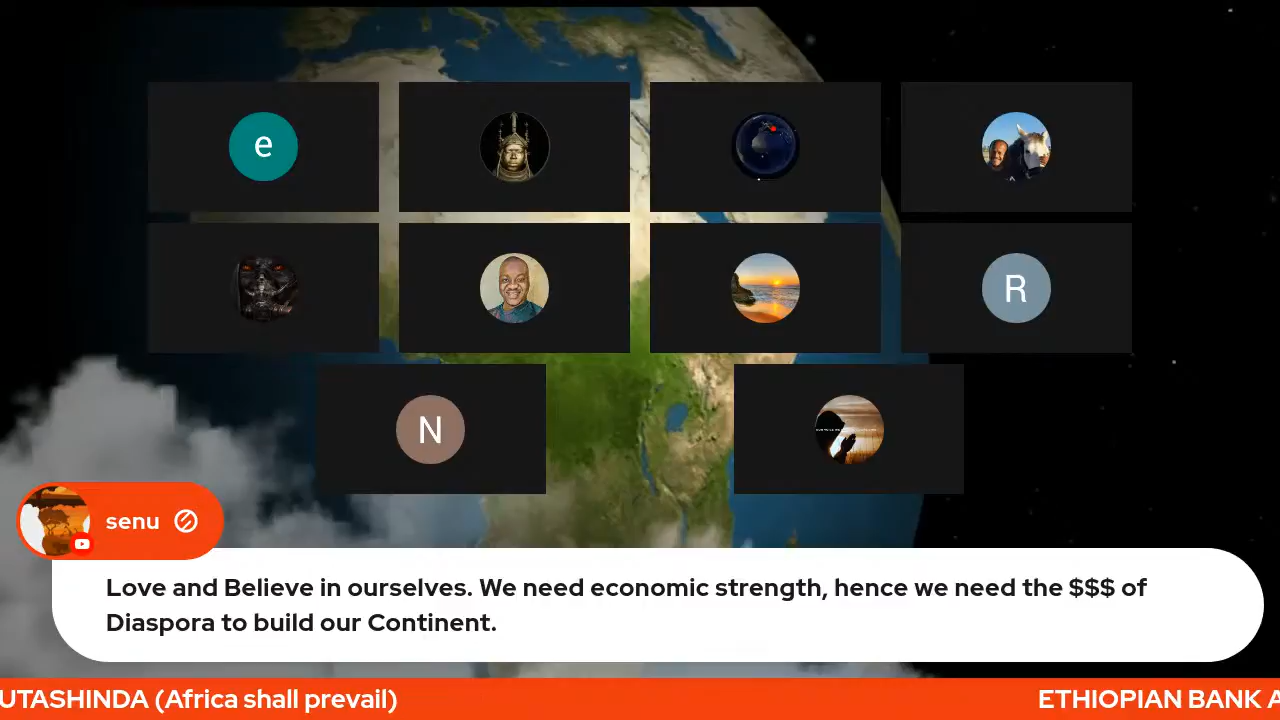 e
R
N
senu
Love and Believe in ourselves. We need economic strength, hence we need the $$$ of
Diaspora to build our Continent.
UTASHINDA (Africa shall prevail)
ETHIOPIAN BANK A